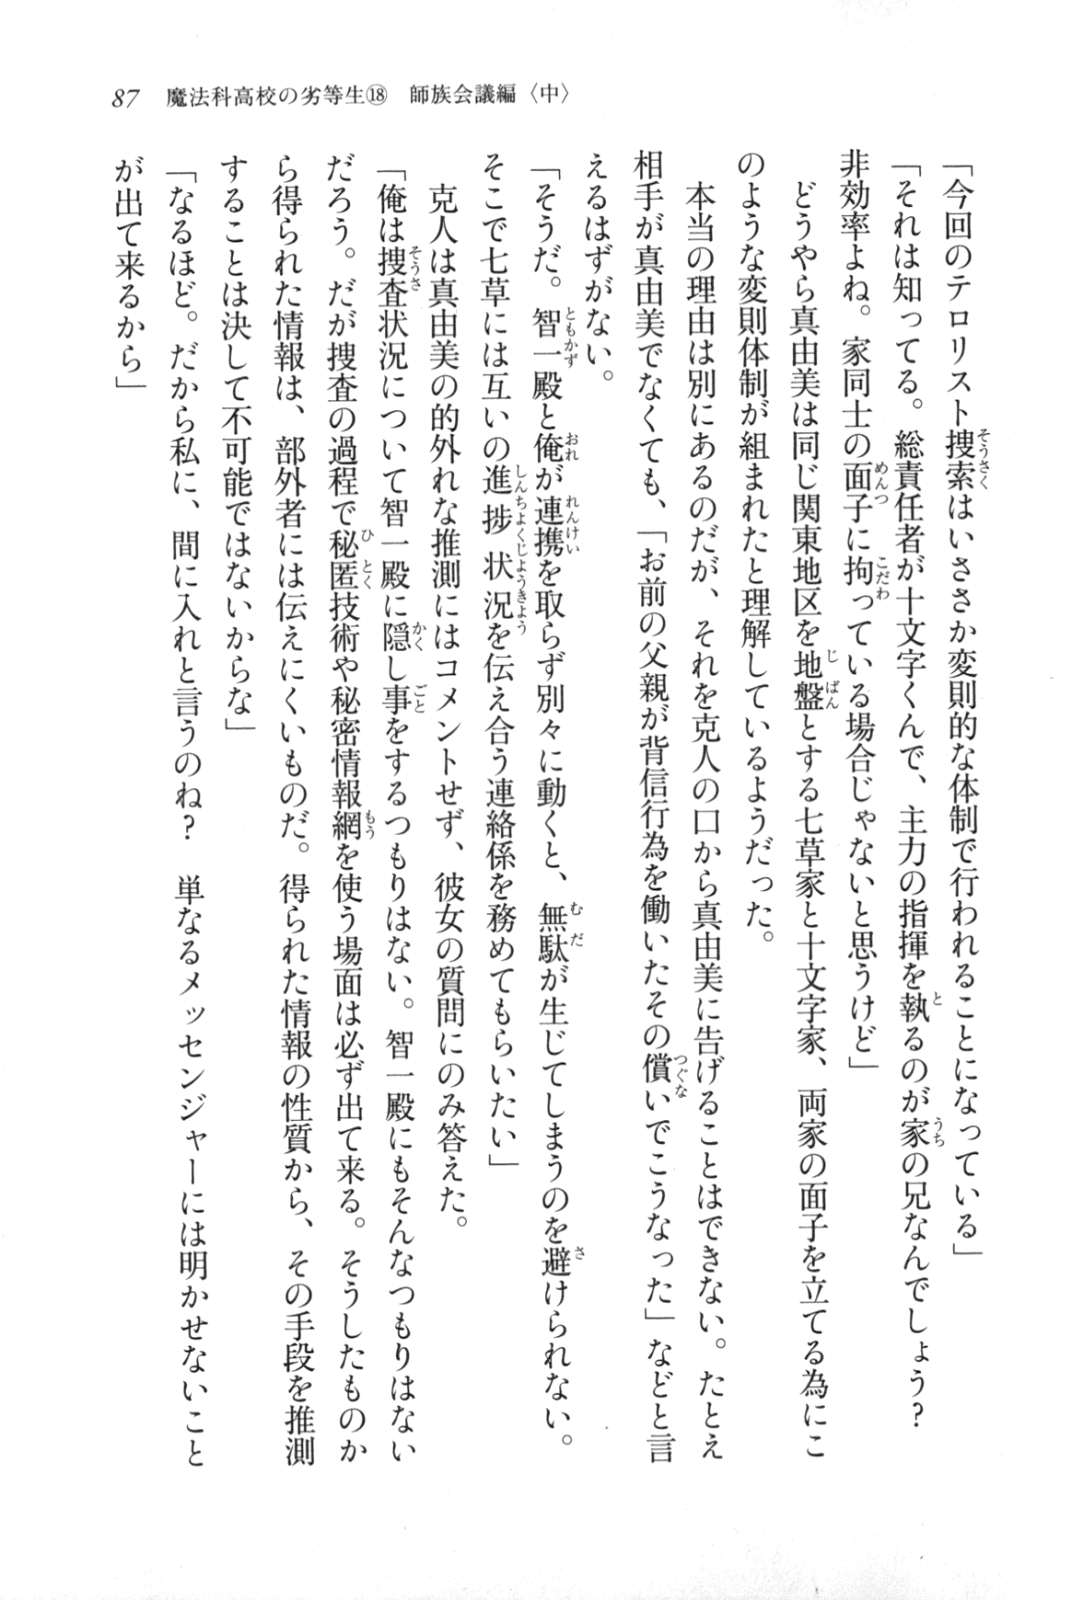 87　魔法科高校の劣等生⑱　師族会議編〈中〉
「今回のテロリスト捜索はいささか変則的な体制で行われることになっている」
「それは知ってる。総責任者が十文字くんで、主力の指揮を執るのが家の兄なんでしょう？
非効率よね。家同士の面子に拘っている場合じゃないと思うけど」
　どうやら真由美は同じ関東地区を地盤とする七草家と十文字家、両家の面子を立てる為にこ
のような変則体制が組まれたと理解しているようだった。
　本当の理由は別にあるのだが、それを克人の口から真由美に告げることはできない。たとえ
相手が真由美でなくても、「お前の父親が背信行為を働いたその償いでこうなった」などと言
えるはずがない。
「そうだ。智一殿と俺が連携を取らず別々に動くと、無駄が生じてしまうのを避けられない。
そこで七草には互いの進捗状況を伝え合う連絡係を務めてもらいたい」
　克人は真由美の的外れな推測にはコメントせず、彼女の質問にのみ答えた。
「俺は捜査状況について智一殿に隠し事をするつもりはない。智一殿にもそんなつもりはない
だろう。だが捜査の過程で秘匿技術や秘密情報網を使う場面は必ず出て来る。そうしたものか
ら得られた情報は、部外者には伝えにくいものだ。得られた情報の性質から、その手段を推測
することは決して不可能ではないからな」
「なるほど。だから私に、間に入れと言うのね？　単なるメッセンジャーには明かせないこと
が出て来るから」